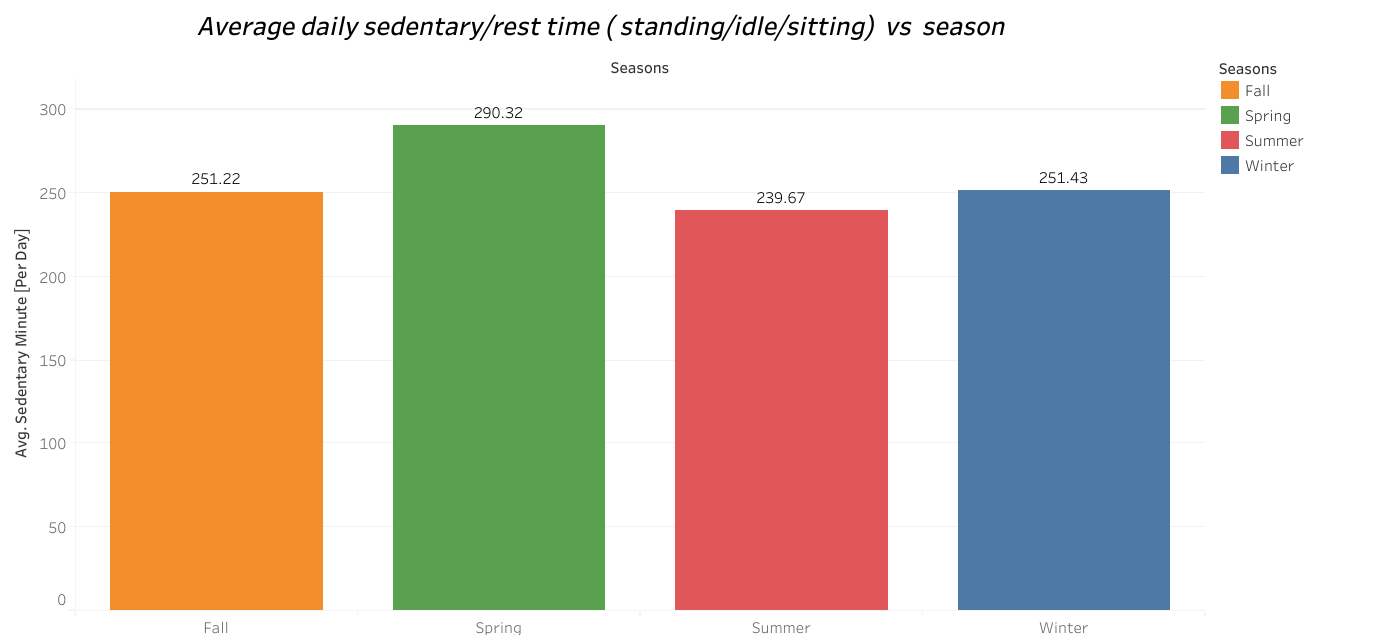 Average daily sedentary/rest time ( standing/idle/sitting) vs season
Seasons
Seasons
Fall
Spring
Summer
Winter
Avg. Sedentary Minute [Per Day]
300
250
200
150
100
50
0
251.22
290.32
239.67
251.43
Fall
Spring
Summer
Winter